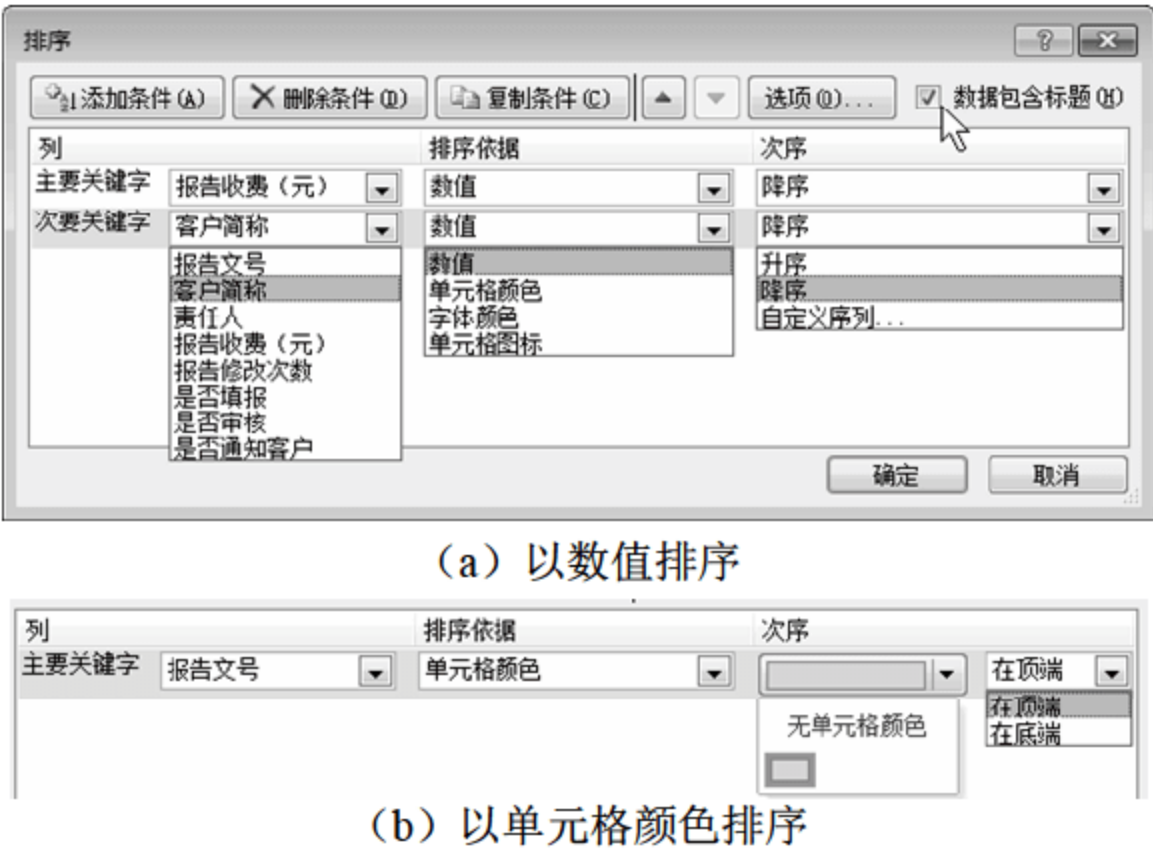 排序
添加条件(A) 删除条件(D) 复制条件(C) 选项(O)... 数据包含标题(H)
列 排序依据 次序
主要关键字 报告收费（元） 数值 降序
次要关键字 客户简称 数值 降序
报告文号 数值 升序
客户简称 单元格颜色 降序
责任人 字体颜色 自定义序列...
报告收费（元） 单元格图标
报告修改次数
是否填报
是否审核
是否通知客户
确定 取消
（a）以数值排序
列 排序依据 次序
主要关键字 报告文号 单元格颜色 在顶端
在顶端
无单元格颜色 在底端
（b）以单元格颜色排序